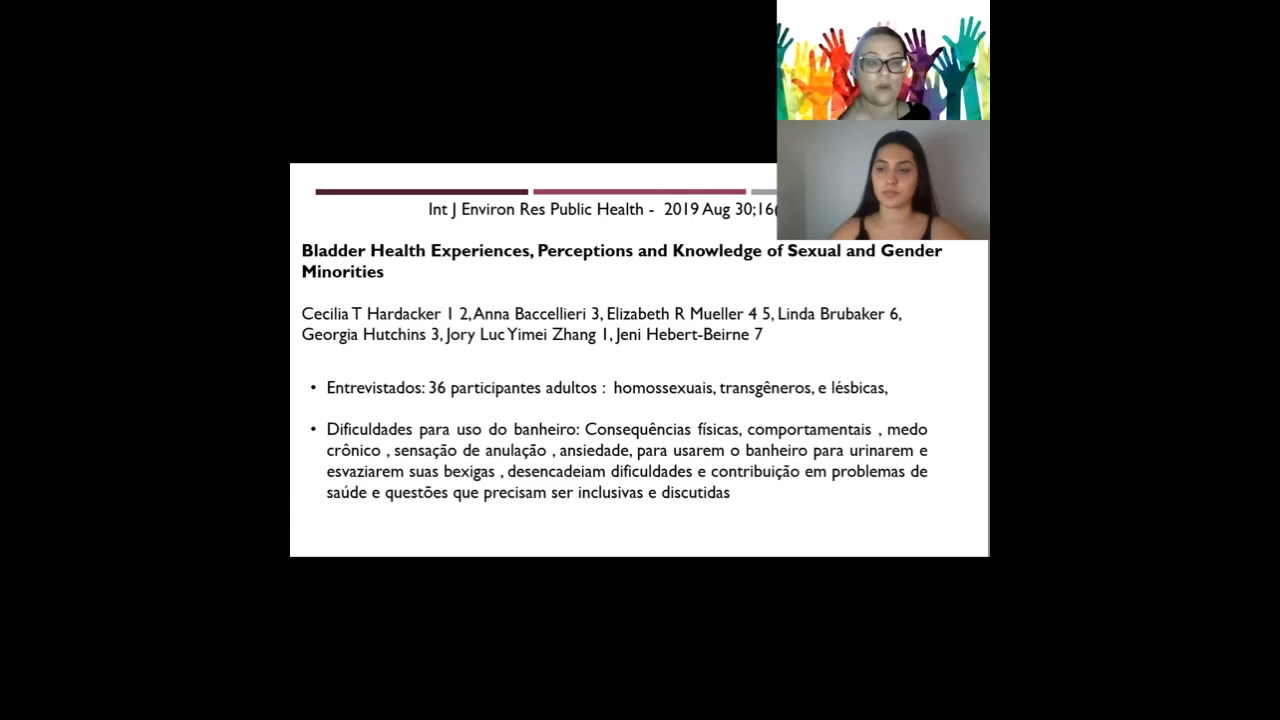 Int J Environ Res Public Health - 2019 Aug 30;16(
Bladder Health Experiences, Perceptions and Knowledge of Sexual and Gender
Minorities
Cecilia T Hardacker 1 2, Anna Baccellieri 3, Elizabeth R Mueller 4 5, Linda Brubaker 6,
Georgia Hutchins 3, Jory Luc Yimei Zhang 1, Jeni Hebert-Beirne 7
• Entrevistados: 36 participantes adultos : homossexuais, transgêneros, e lésbicas,
• Dificuldades para uso do banheiro: Consequências físicas, comportamentais , medo
crônico , sensação de anulação , ansiedade, para usarem o banheiro para urinarem e
esvaziarem suas bexigas , desencadeiam dificuldades e contribuição em problemas de
saúde e questões que precisam ser inclusivas e discutidas